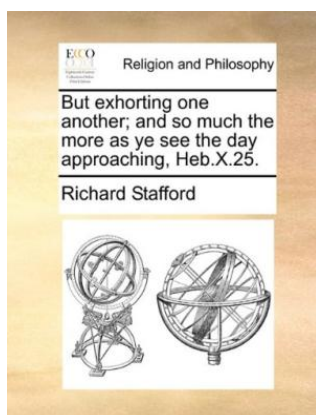 ECCO
Religion and Philosophy
But exhorting one
another; and so much the
more as ye see the day
approaching, Heb.X.25.
Richard Stafford